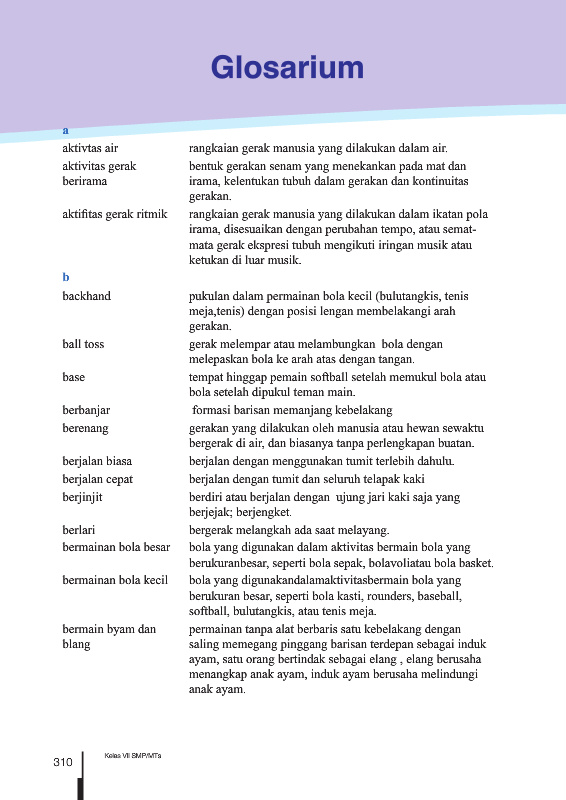 Glosarium
a
aktivtas air rangkaian gerak manusia yang dilakukan dalam air.
aktivitas gerak bentuk gerakan senam yang menekankan pada mat dan
berirama irama, kelentukan tubuh dalam gerakan dan kontinuitas
gerakan.
aktifitas gerak ritmik rangkaian gerak manusia yang dilakukan dalam ikatan pola
irama, disesuaikan dengan perubahan tempo, atau semat-
mata gerak ekspresi tubuh mengikuti iringan musik atau
ketukan di luar musik.
b
backhand pukulan dalam permainan bola kecil (bulutangkis, tenis
meja,tenis) dengan posisi lengan membelakangi arah
gerakan.
ball toss gerak melempar atau melambungkan bola dengan
melepaskan bola ke arah atas dengan tangan.
base tempat hinggap pemain softball setelah memukul bola atau
bola setelah dipukul teman main.
berbanjar formasi barisan memanjang kebelakang
berenang gerakan yang dilakukan oleh manusia atau hewan sewaktu
bergerak di air, dan biasanya tanpa perlengkapan buatan.
berjalan biasa berjalan dengan menggunakan tumit terlebih dahulu.
berjalan cepat berjalan dengan tumit dan seluruh telapak kaki
berjinjit berdiri atau berjalan dengan ujung jari kaki saja yang
berjejak; berjengket.
berlari bergerak melangkah ada saat melayang.
bermainan bola besar bola yang digunakan dalam aktivitas bermain bola yang
berukuranbesar, seperti bola sepak, bolavoliatau bola basket.
bermainan bola kecil bola yang digunakandalamaktivitasbermain bola yang
berukuran besar, seperti bola kasti, rounders, baseball,
softball, bulutangkis, atau tenis meja.
bermain byam dan permainan tanpa alat berbaris satu kebelakang dengan
blang saling memegang pinggang barisan terdepan sebagai induk
ayam, satu orang bertindak sebagai elang , elang berusaha
menangkap anak ayam, induk ayam berusaha melindungi
anak ayam.
310 Kelas VII SMP/MTs